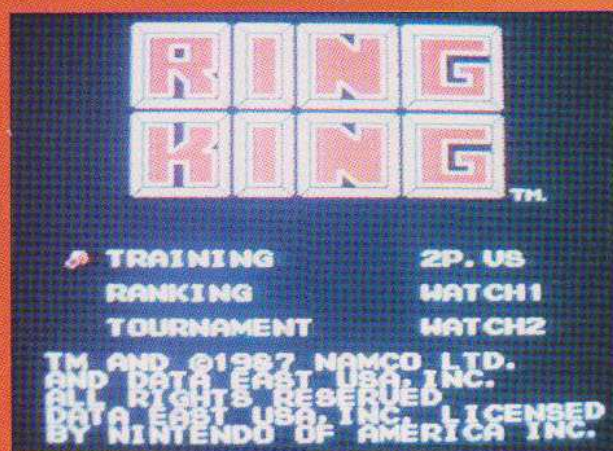 RING
KING
TM.
TRAINING 2P.VS
RANKING WATCH1
TOURNAMENT WATCH2
TM AND ©1987 NAMCO LTD.
AND DATA EAST USA,INC.
ALL RIGHTS RESERVED
DATA EAST USA,INC. LICENSED
BY NINTENDO OF AMERICA INC.